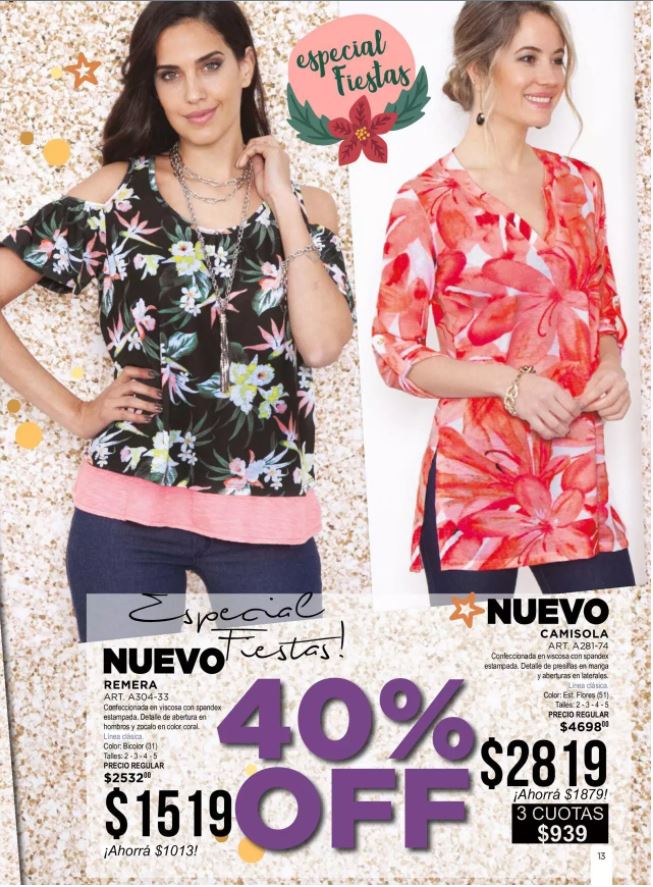 especial
Fiestas
Especial
Fiestas!
NUEVO
REMERA
ART. A304-33
Confeccionada en viscosa con spandex
estampada. Detalle de abertura en
hombros y zocalo en color coral.
Línea clásica.
Color: Bicolor (31)
Talles: 2 - 3 - 4 - 5
PRECIO REGULAR
$2532⁰⁰
$1519
¡Ahorrá $1013!
40%
OFF
NUEVO
CAMISOLA
ART. A281-74
Confeccionada en viscosa con spandex
estampada. Detalle de presillas en manga
y aberturas en laterales.
Línea clásica.
Color: Est. Flores (51)
Talles: 2 - 3 - 4 - 5
PRECIO REGULAR
$4698⁰⁰
$2819
¡Ahorrá $1879!
3 CUOTAS
$939
13